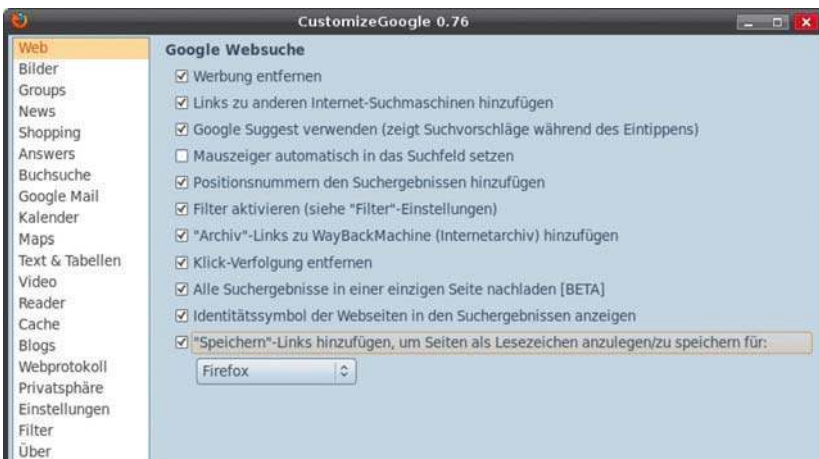 CustomizeGoogle 0.76
Web
Bilder
Groups
News
Shopping
Answers
Buchsuche
Google Mail
Kalender
Maps
Text & Tabellen
Video
Reader
Cache
Blogs
Webprotokoll
Privatsphäre
Einstellungen
Filter
Über
Google Websuche
Werbung entfernen
Links zu anderen Internet-Suchmaschinen hinzufügen
Google Suggest verwenden (zeigt Suchvorschläge während des Eintippens)
Mauszeiger automatisch in das Suchfeld setzen
Positionsnummern den Suchergebnissen hinzufügen
Filter aktivieren (siehe "Filter"-Einstellungen)
"Archiv"-Links zu WayBackMachine (Internetarchiv) hinzufügen
Klick-Verfolgung entfernen
Alle Suchergebnisse in einer einzigen Seite nachladen [BETA]
Identitätssymbol der Webseiten in den Suchergebnissen anzeigen
"Speichern"-Links hinzufügen, um Seiten als Lesezeichen anzulegen/zu speichern für:
Firefox